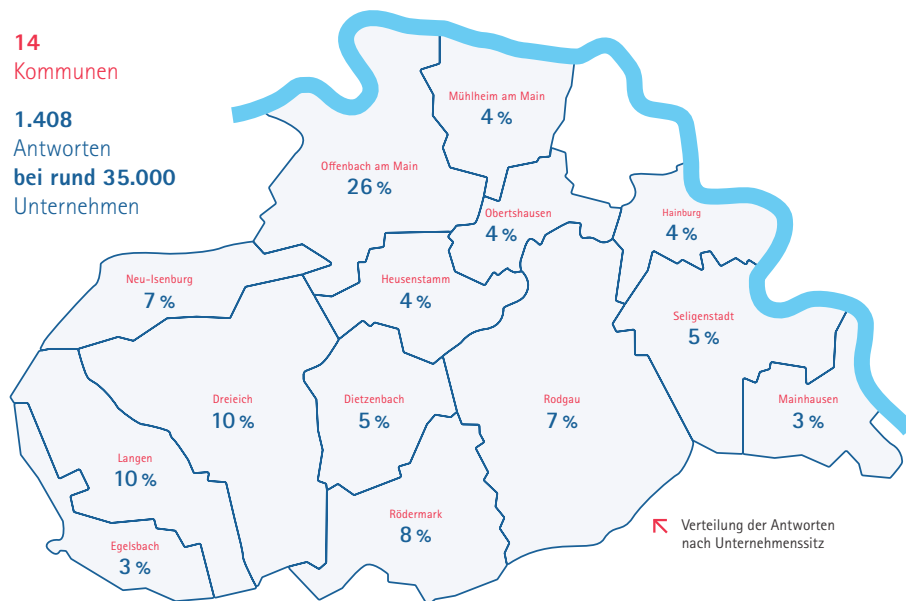 14
Kommunen
1.408
Antworten
bei rund 35.000
Unternehmen
Mühlheim am Main
4 %
Offenbach am Main
26 %
Obertshausen
4 %
Hainburg
4 %
Neu-Isenburg
7 %
Heusenstamm
4 %
Seligenstadt
5 %
Dreieich
10 %
Dietzenbach
5 %
Rodgau
7 %
Mainhausen
3 %
Langen
10 %
Rödermark
8 %
Egelsbach
3 %
Verteilung der Antworten
nach Unternehmenssitz